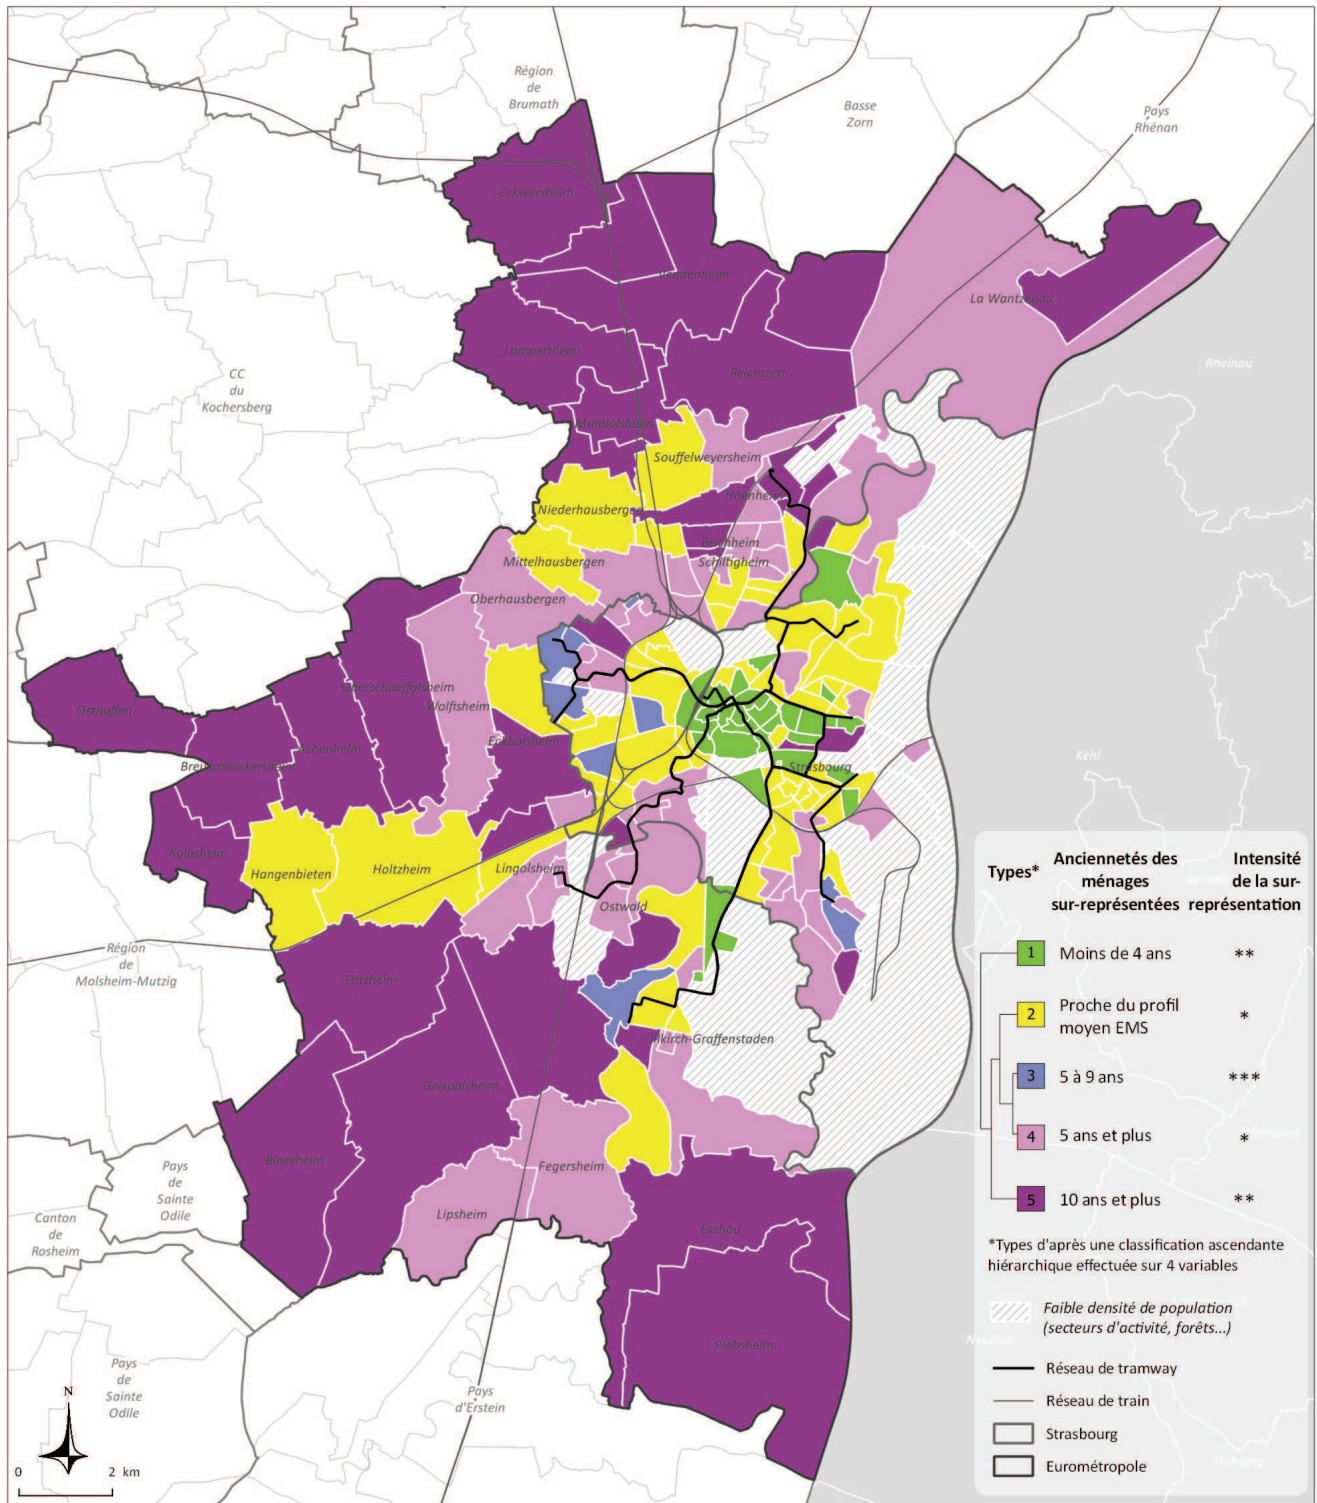 Région
de
Brumath
Basse
Zorn
Pays
Rhénan
Eckwersheim
Vendenheim
La Wantzenau
Lampertheim
Reichstett
Rheinau
CC
du
Kochersberg
Mundolsheim
Souffelweyersheim
Hoenheim
Niederhausbergen
Bischheim
Mittelhausbergen
Schiltigheim
Oberhausbergen
Oberschaeffolsheim
Wolfisheim
Osthoffen
Achenheim
Eckbolsheim
Breuschwickersheim
Strasbourg
Kehl
Kolbsheim
Hangenbieten
Holtzheim
Lingolsheim
Ostwald
Région
de
Molsheim-Mutzig
Entzheim
Illkirch-Graffenstaden
Geispolsheim
Blaesheim
Fegersheim
Lipsheim
Pays
de
Sainte
Odile
Canton
de
Rosheim
Eschau
Plobsheim
Pays
de
Sainte
Odile
Pays
d'Erstein
N
0 2 km
Types*
Anciennetés des
ménages
sur-représentées
Intensité
de la sur-
représentation
1 Moins de 4 ans **
2 Proche du profil
moyen EMS *
3 5 à 9 ans ***
4 5 ans et plus *
5 10 ans et plus **
*Types d'après une classification ascendante
hiérarchique effectuée sur 4 variables
Faible densité de population
(secteurs d'activité, forêts...)
Réseau de tramway
Réseau de train
Strasbourg
Eurométropole